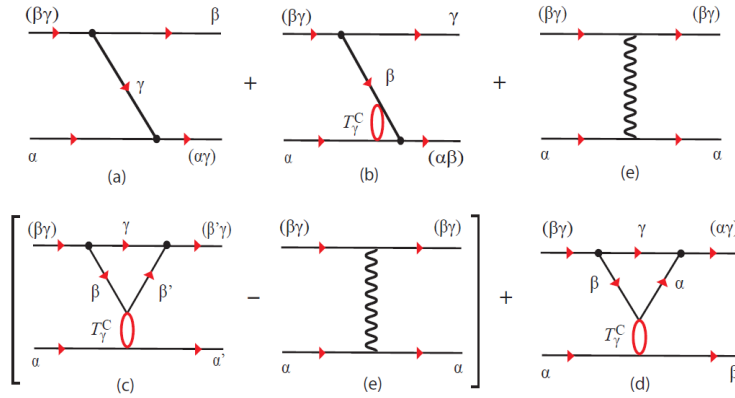 (βγ) β (βγ) γ (βγ) (βγ)
+ +
γ β
T_γ^C
α (αγ) α (αβ) α α
(a) (b) (e)
(βγ) γ (β'γ) (βγ) (βγ) (βγ) γ (αγ)
β β' − + β α
T_γ^C T_γ^C
α α' α α α β
(c) (e) (d)